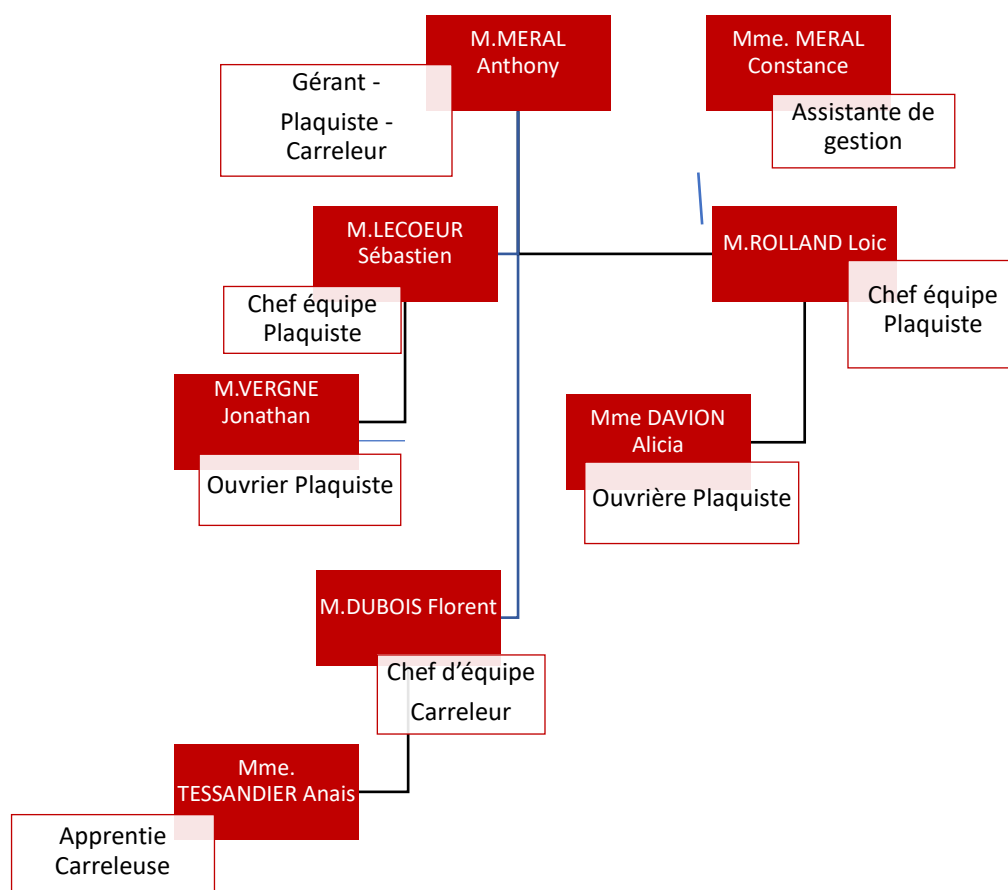 M.MERAL
Anthony
Gérant -
Plaquiste -
Carreleur
Mme. MERAL
Constance
Assistante de
gestion
M.LECOEUR
Sébastien
Chef équipe
Plaquiste
M.ROLLAND Loic
Chef équipe
Plaquiste
M.VERGNE
Jonathan
Ouvrier Plaquiste
Mme DAVION
Alicia
Ouvrière Plaquiste
M.DUBOIS Florent
Chef d’équipe
Carreleur
Mme.
TESSANDIER Anais
Apprentie
Carreleuse